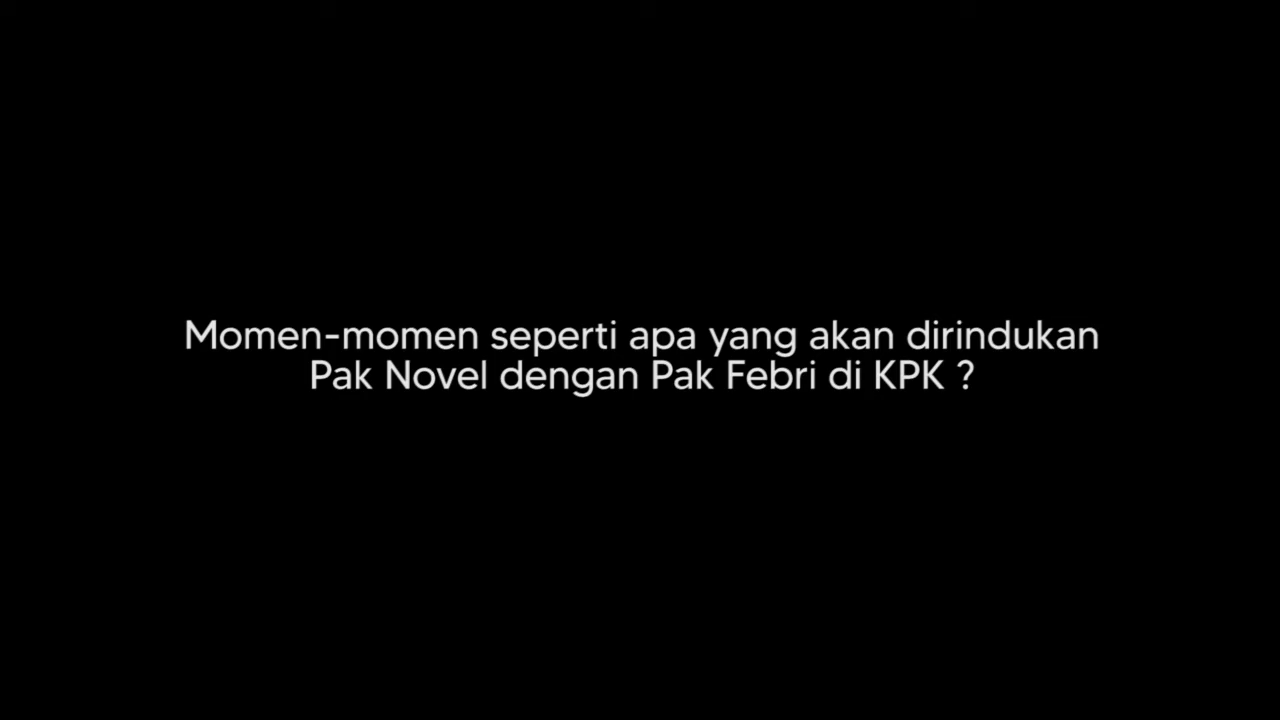 Momen-momen seperti apa yang akan dirindukan
Pak Novel dengan Pak Febri di KPK ?